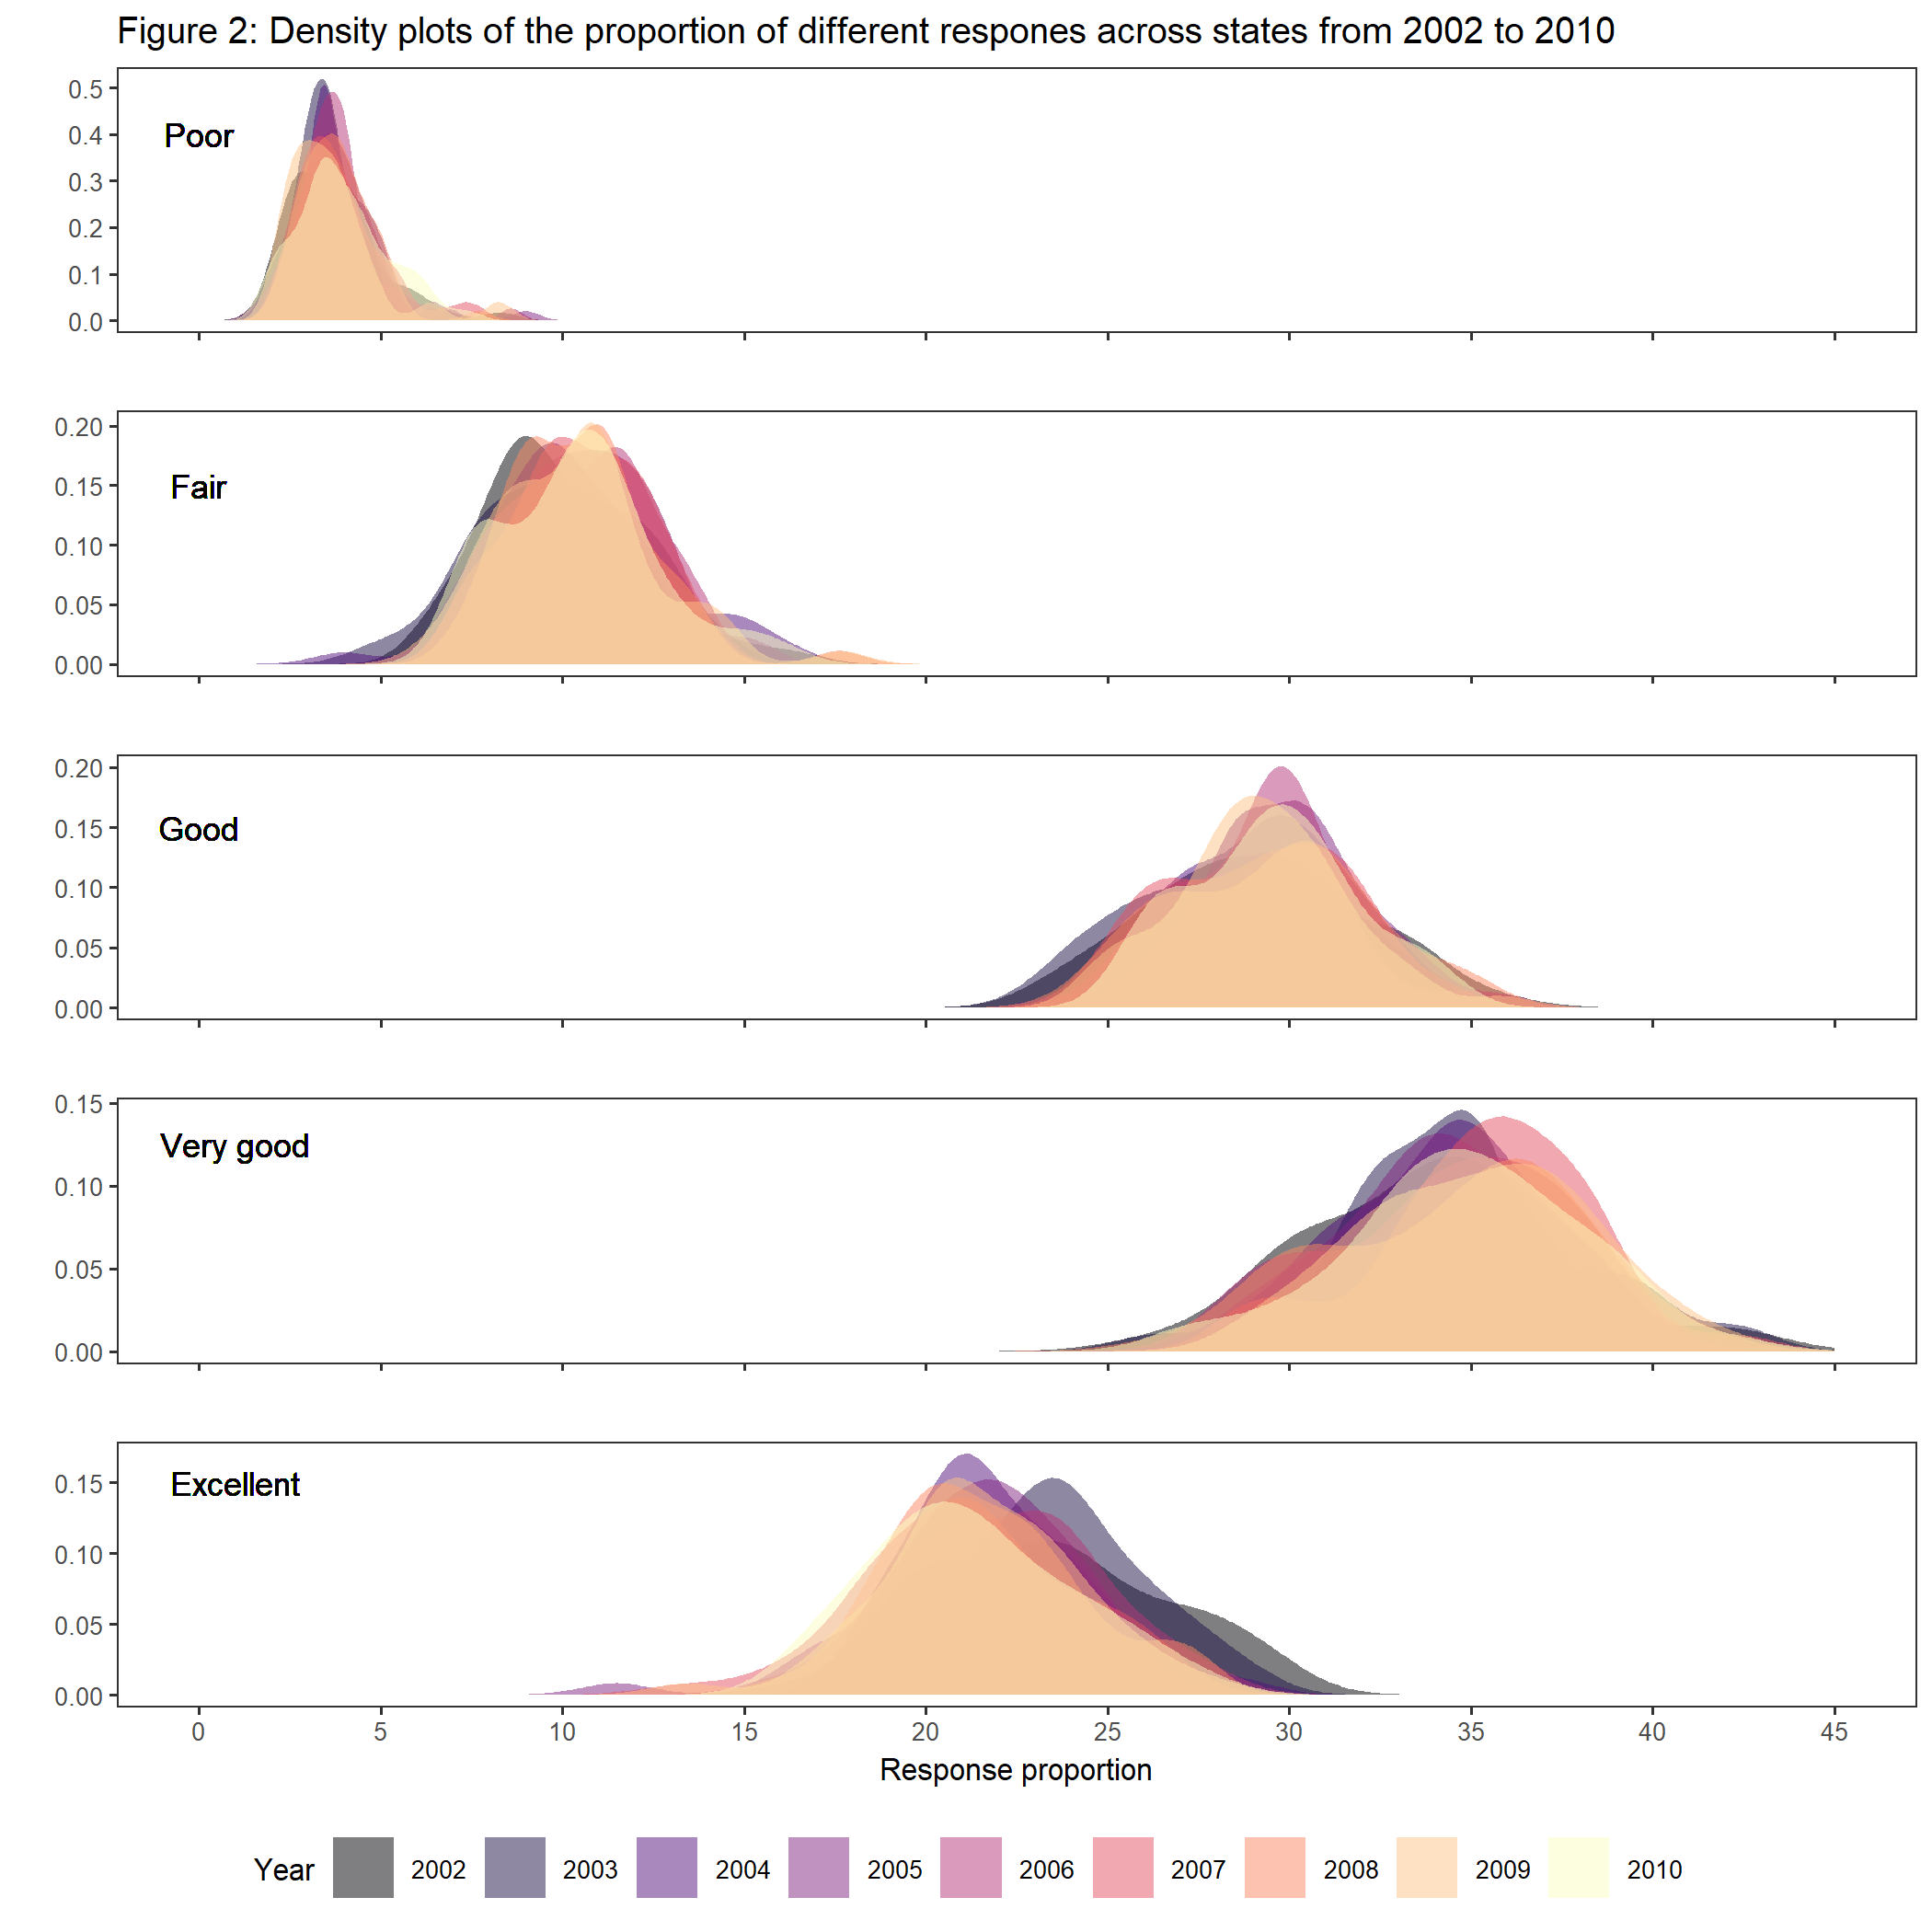 Figure 2: Density plots of the proportion of different respones across states from 2002 to 2010
0.5
0.4
0.3
0.2
0.1
0.0
Poor
0.20
0.15
0.10
0.05
0.00
Fair
0.20
0.15
0.10
0.05
0.00
Good
0.15
0.10
0.05
0.00
Very good
0.15
0.10
0.05
0.00
Excellent
0 5 10 15 20 25 30 35 40 45
Response proportion
Year 2002 2003 2004 2005 2006 2007 2008 2009 2010